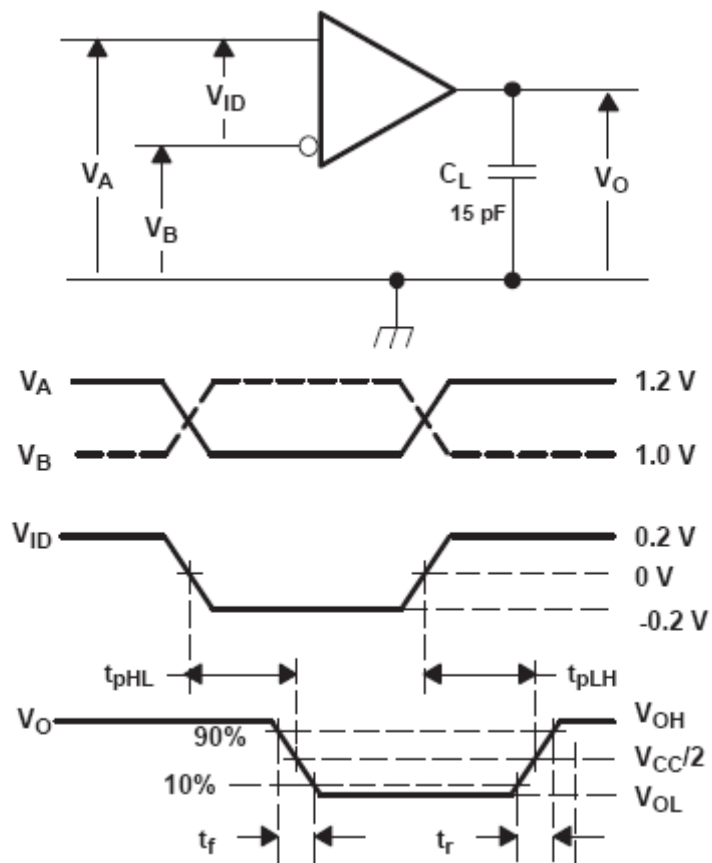 V_ID
V_A
V_B
C_L
15 pF
V_O
V_A
1.2 V
V_B
1.0 V
V_ID
0.2 V
0 V
-0.2 V
t_pHL
t_pLH
V_O
V_OH
90%
V_CC/2
10%
V_OL
t_f
t_r